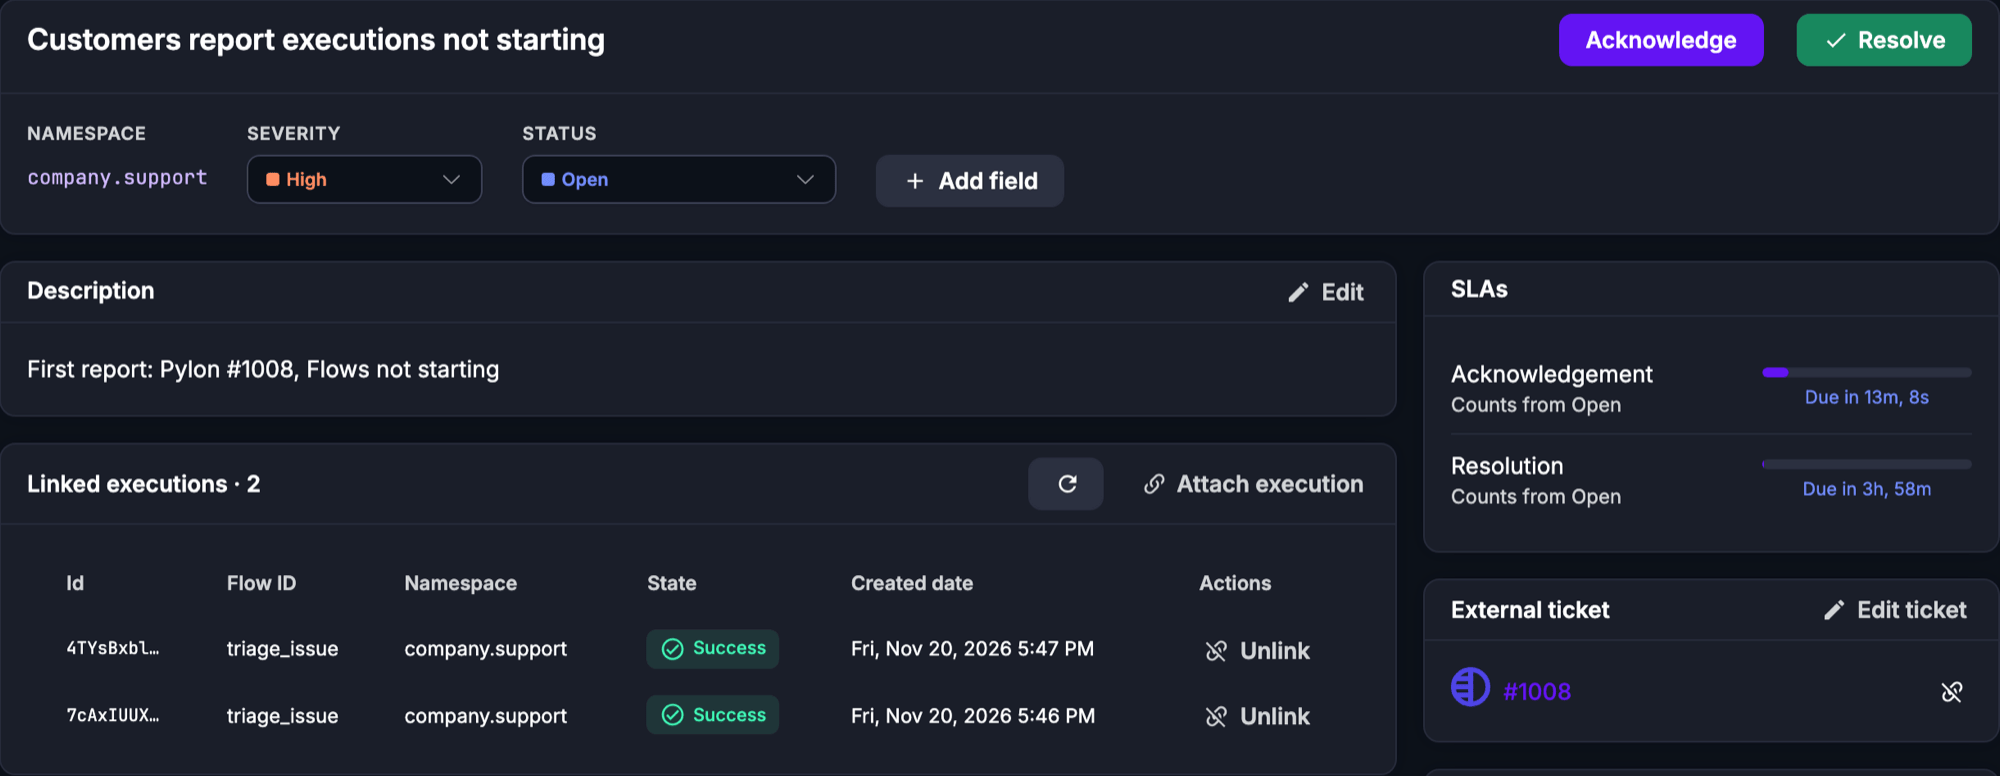 Customers report executions not starting
Acknowledge
Resolve
NAMESPACE
SEVERITY
STATUS
company.support
High
Open
+ Add field
Description
Edit
First report: Pylon #1008, Flows not starting
Linked executions · 2
Attach execution
Id Flow ID Namespace State Created date Actions
4TYsBxbl… triage_issue company.support Success Fri, Nov 20, 2026 5:47 PM Unlink
7cAxIUUX… triage_issue company.support Success Fri, Nov 20, 2026 5:46 PM Unlink
SLAs
Acknowledgement
Counts from Open
Due in 13m, 8s
Resolution
Counts from Open
Due in 3h, 58m
External ticket
Edit ticket
#1008